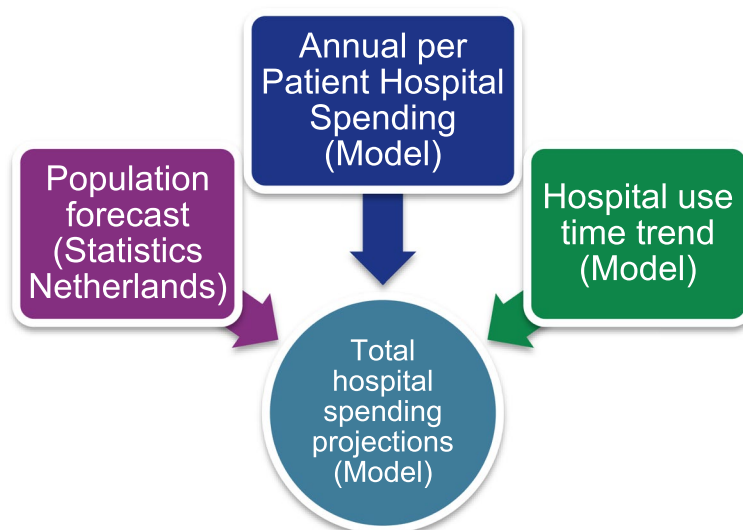 Annual per
Patient Hospital
Spending
(Model)
Population
forecast
(Statistics
Netherlands)
Hospital use
time trend
(Model)
Total
hospital
spending
projections
(Model)